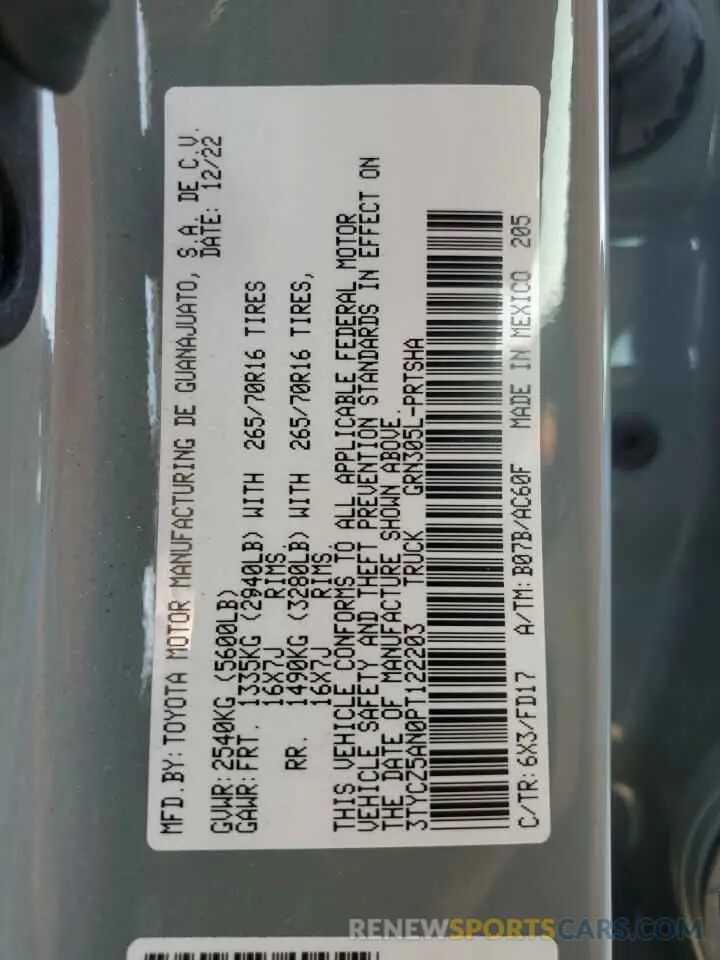 MFD.BY:TOYOTA MOTOR MANUFACTURING DE GUANAJUATO, S.A. DE C.V.
DATE: 12/22
GVWR:2540KG (5600LB)
GAWR:FRT. 1335KG (2940LB) WITH 265/70R16 TIRES
16X7J RIMS.
RR. 1490KG (3280LB) WITH 265/70R16 TIRES,
16X7J RIMS.
THIS VEHICLE CONFORMS TO ALL APPLICABLE FEDERAL MOTOR
VEHICLE SAFETY AND THEFT PREVENTION STANDARDS IN EFFECT ON
THE DATE OF MANUFACTURE SHOWN ABOVE.
3TYCZ5AN0PT122203 TRUCK GRN305L-PRTSHA
C/TR:6X3/FD17 A/TM:B07B/AC60F MADE IN MEXICO 205
RENEWSPORTSCARS.COM